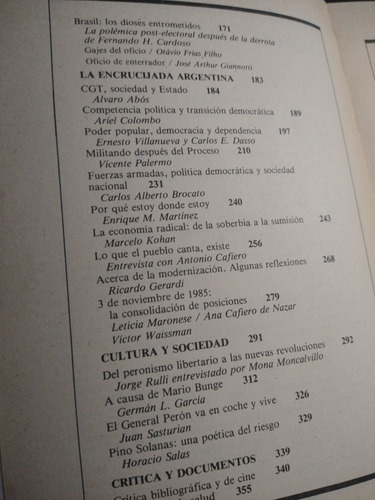 Brasil: los dioses entrometidos 171
La polémica post-electoral después de la derrota
de Fernando H. Cardoso
Gajes del oficio / Otávio Frias Filho
Oficio de enterrador / José Arthur Giannotti
LA ENCRUCIJADA ARGENTINA 183
CGT, sociedad y Estado 184
Alvaro Abós
Competencia política y transición democrática 189
Ariel Colombo
Poder popular, democracia y dependencia 197
Ernesto Villanueva y Carlos E. Dasso
Militando después del Proceso 210
Vicente Palermo
Fuerzas armadas, política democrática y sociedad
nacional 231
Carlos Alberto Brocato
Por qué estoy donde estoy 240
Enrique M. Martínez
La economía radical: de la soberbia a la sumisión 243
Marcelo Kohan
Lo que el pueblo canta, existe 256
Entrevista con Antonio Cafiero
Acerca de la modernización. Algunas reflexiones 268
Ricardo Gerardi
3 de noviembre de 1985:
la consolidación de posiciones 279
Leticia Maronese / Ana Cafiero de Nazar
Víctor Waissman
CULTURA Y SOCIEDAD 291
Del peronismo libertario a las nuevas revoluciones 292
Jorge Rulli entrevistado por Mona Moncalvillo
A causa de Mario Bunge 312
Germán L. García
El General Perón va en coche y vive 326
Juan Sasturian
Pino Solanas: una poética del riesgo 329
Horacio Salas
CRITICA Y DOCUMENTOS 339
Crítica bibliográfica y de cine 340
salud 355